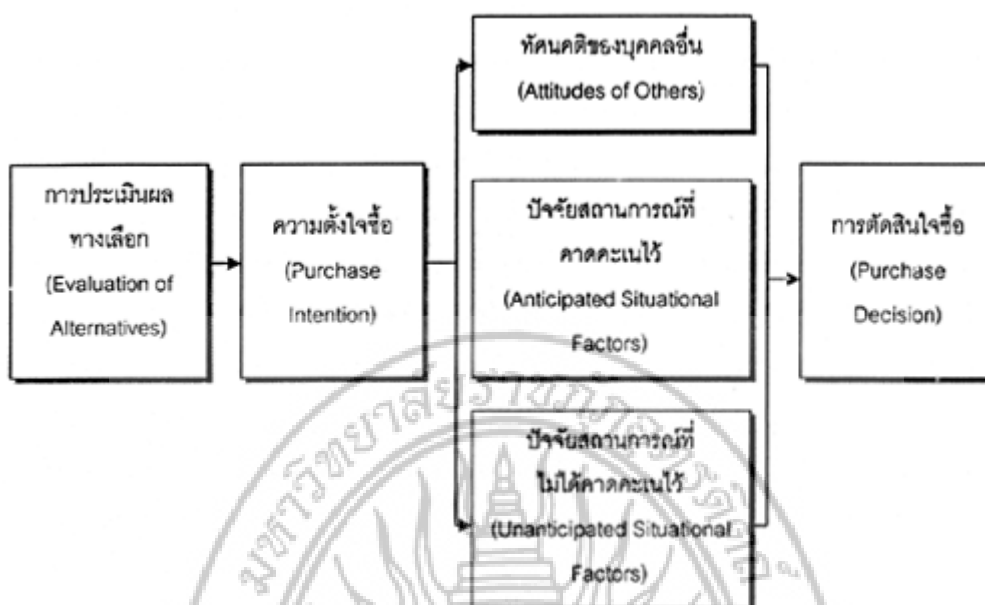 ทัศนคติของบุคคลอื่น
(Attitudes of Others)
การประเมินผล
ทางเลือก
(Evaluation of
Alternatives)
ความตั้งใจซื้อ
(Purchase
Intention)
ปัจจัยสถานการณ์ที่
คาดคะเนไว้
(Anticipated Situational
Factors)
ปัจจัยสถานการณ์ที่
ไม่ได้คาดคะเนไว้
(Unanticipated Situational
Factors)
การตัดสินใจซื้อ
(Purchase
Decision)